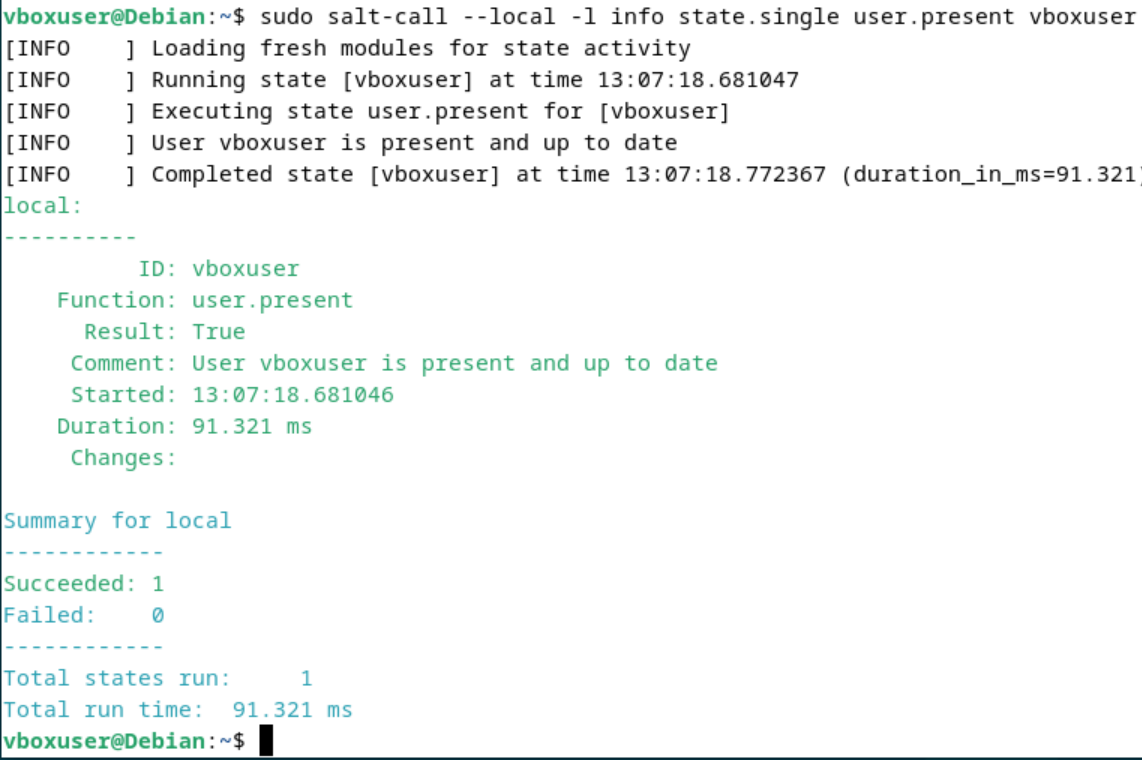 vboxuser@Debian:~$ sudo salt-call --local -l info state.single user.present vboxuser
[INFO    ] Loading fresh modules for state activity
[INFO    ] Running state [vboxuser] at time 13:07:18.681047
[INFO    ] Executing state user.present for [vboxuser]
[INFO    ] User vboxuser is present and up to date
[INFO    ] Completed state [vboxuser] at time 13:07:18.772367 (duration_in_ms=91.321)
local:
----------
          ID: vboxuser
    Function: user.present
      Result: True
     Comment: User vboxuser is present and up to date
     Started: 13:07:18.681046
    Duration: 91.321 ms
     Changes:
Summary for local
------------
Succeeded: 1
Failed:    0
------------
Total states run:     1
Total run time:  91.321 ms
vboxuser@Debian:~$